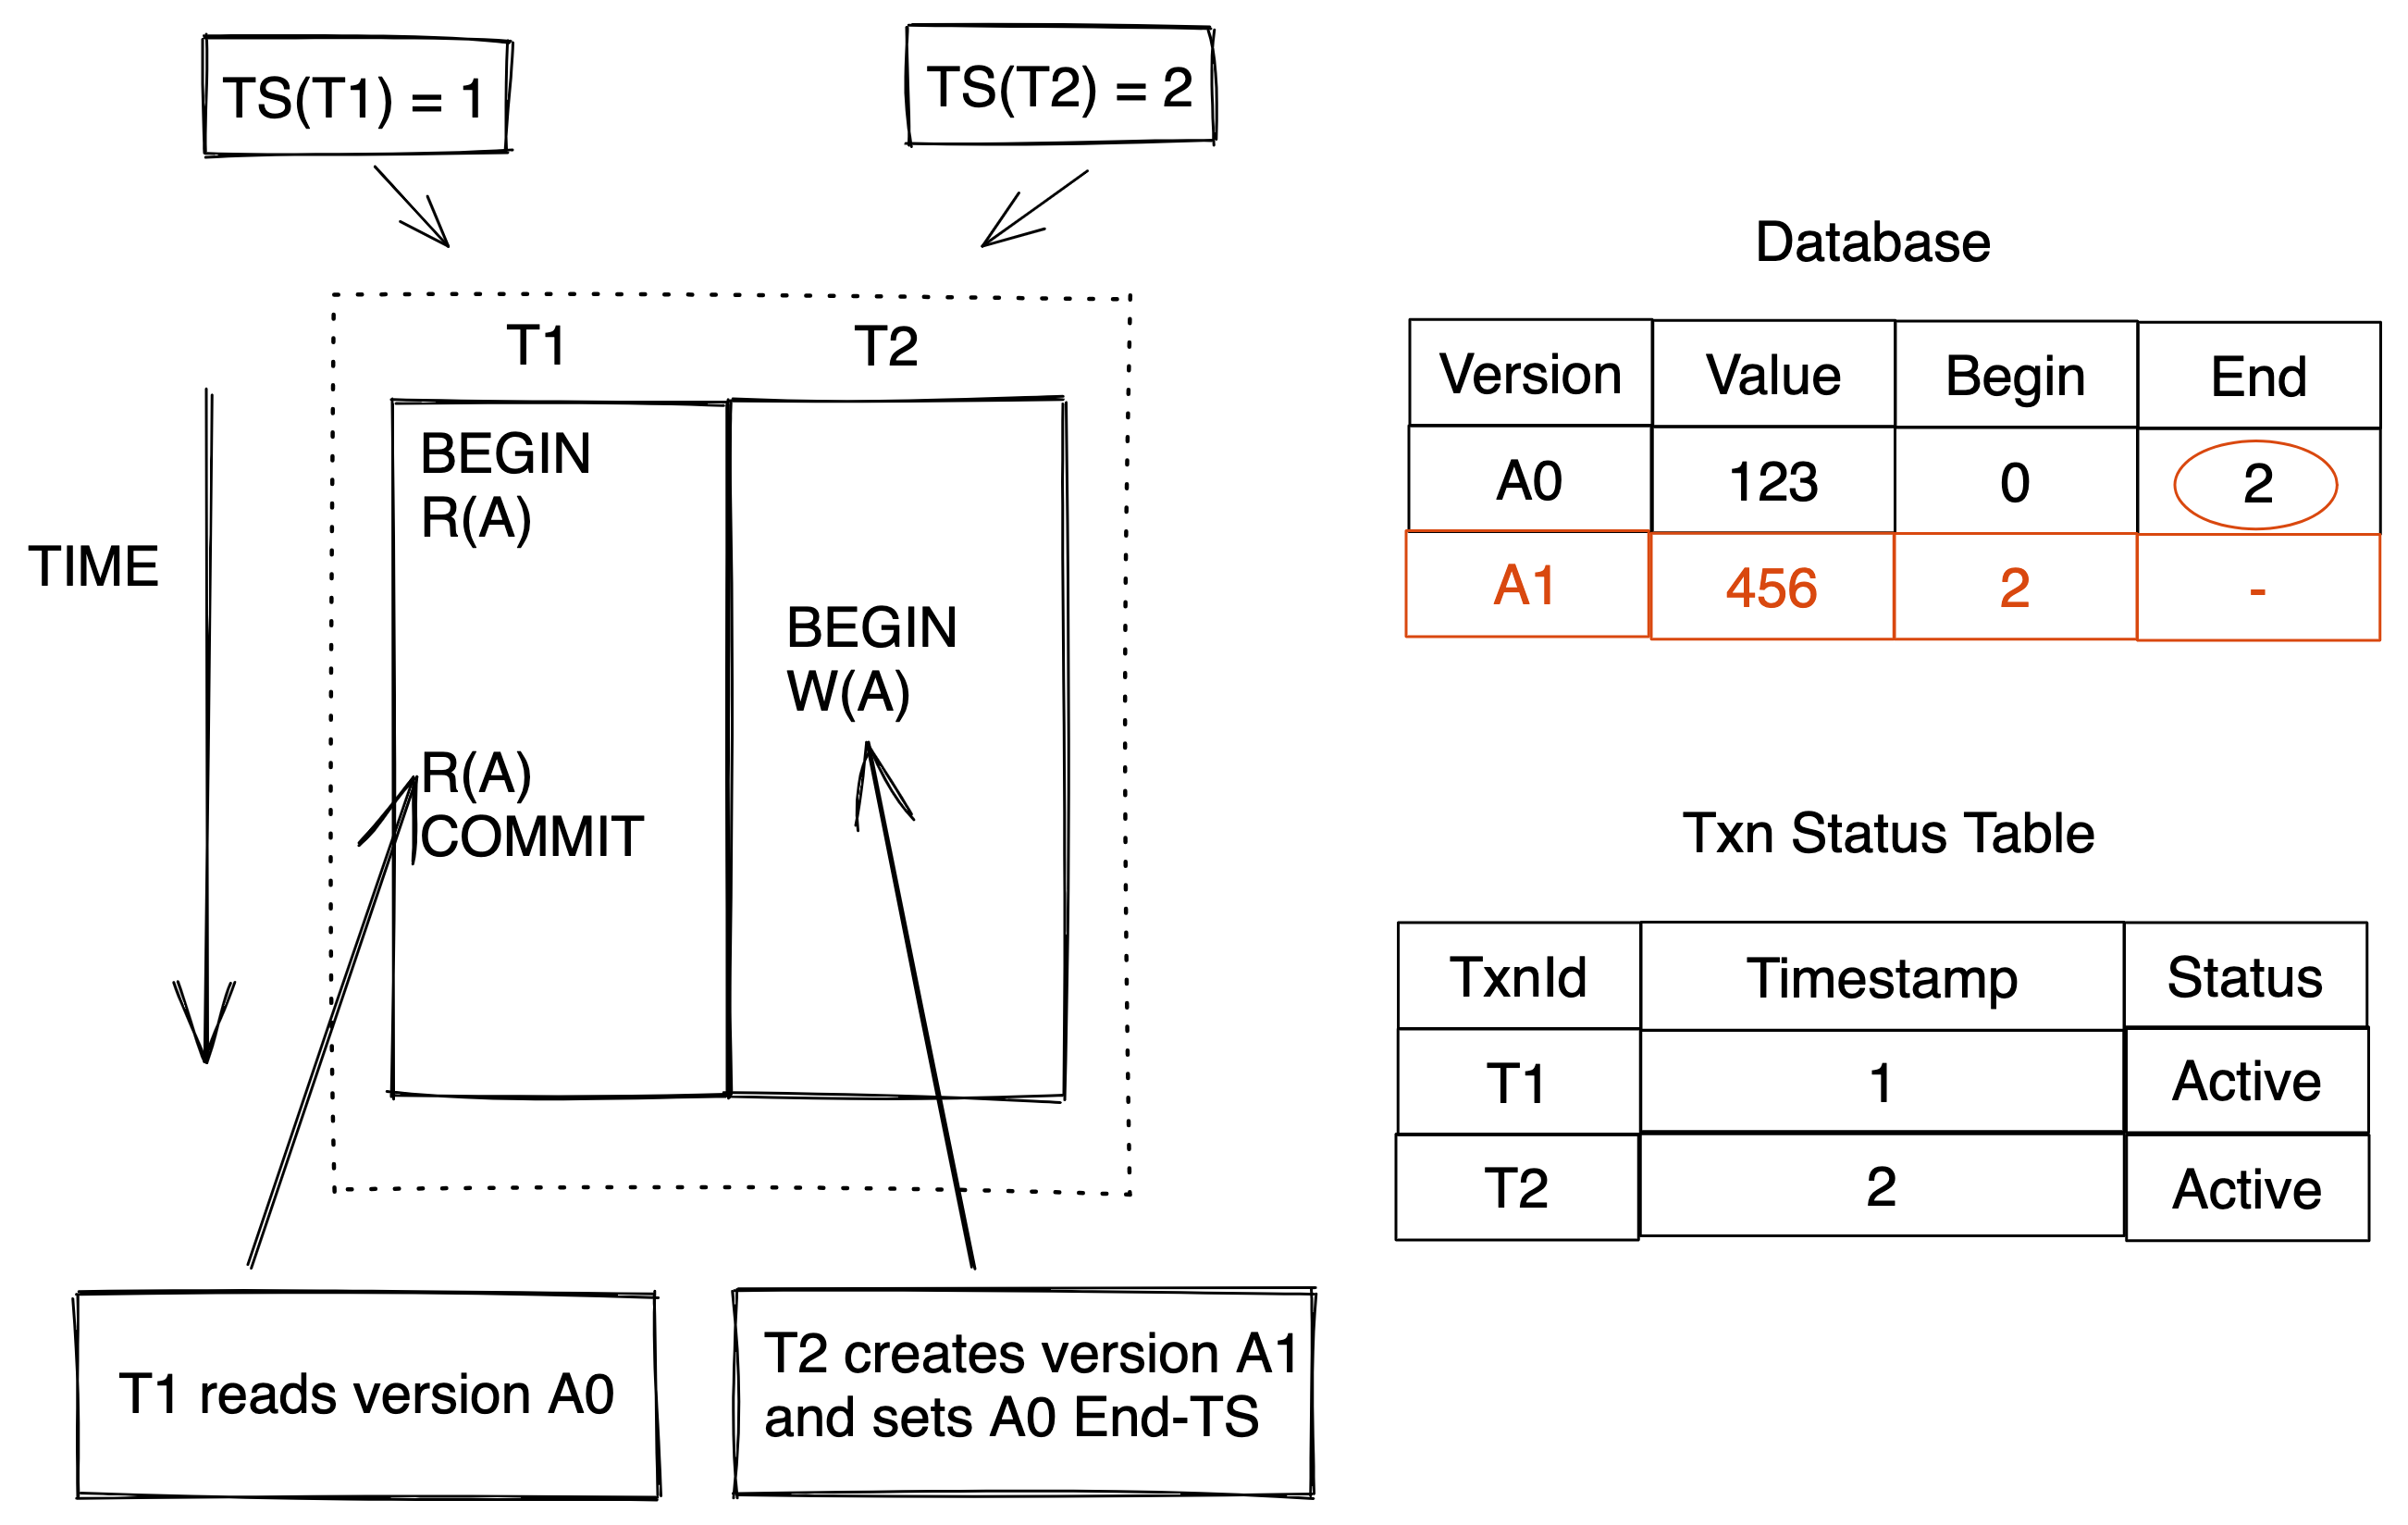 TS(T1) = 1
TS(T2) = 2
T1 T2
BEGIN
R(A)
BEGIN
W(A)
R(A)
COMMIT
TIME
T1 reads version A0
T2 creates version A1
and sets A0 End-TS
Database
Version Value Begin End
A0 123 0 2
A1 456 2 -
Txn Status Table
TxnId Timestamp Status
T1 1 Active
T2 2 Active